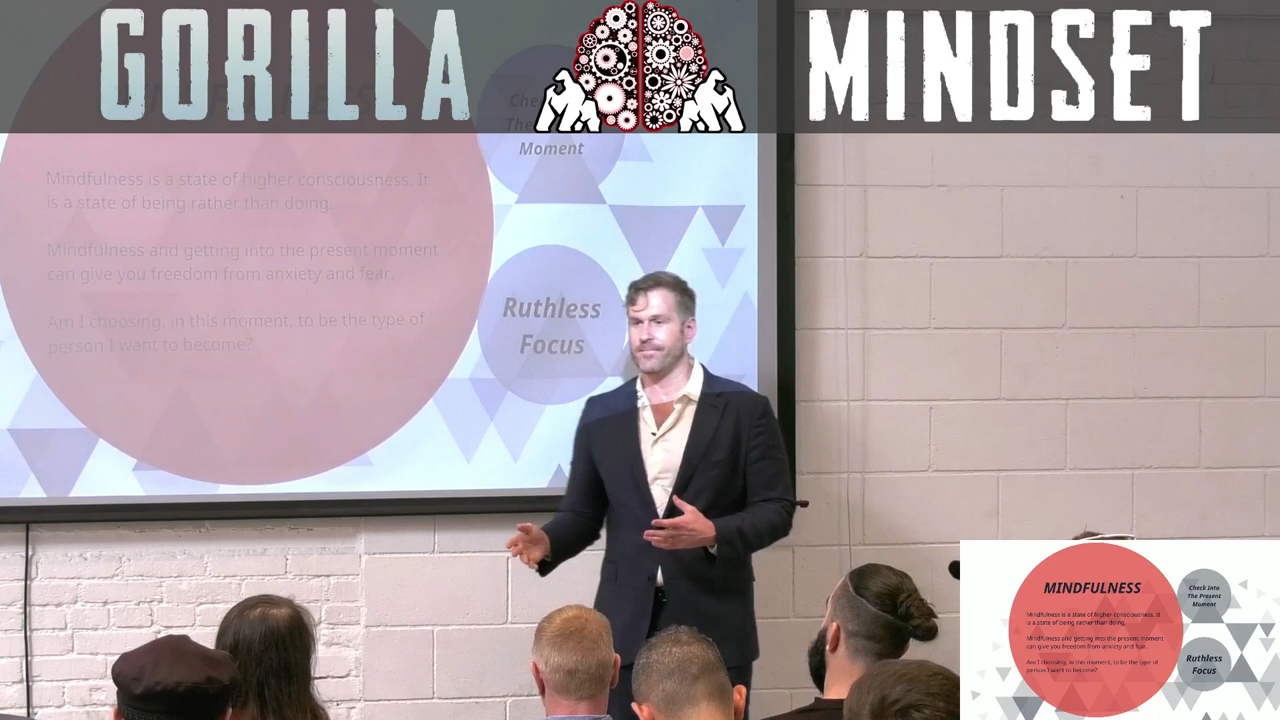 GORILLA MINDSET
Check Into
The Present
Moment
Mindfulness is a state of higher consciousness. It
is a state of being rather than doing.
Mindfulness and getting into the present moment
can give you freedom from anxiety and fear.
Am I choosing, in this moment, to be the type of
person I want to become?
Ruthless
Focus
MINDFULNESS
Mindfulness is a state of higher consciousness. It
is a state of being rather than doing.
Mindfulness and getting into the present moment
can give you freedom from anxiety and fear.
Am I choosing, in this moment, to be the type of
person I want to become?
Check Into
The Present
Moment
Ruthless
Focus